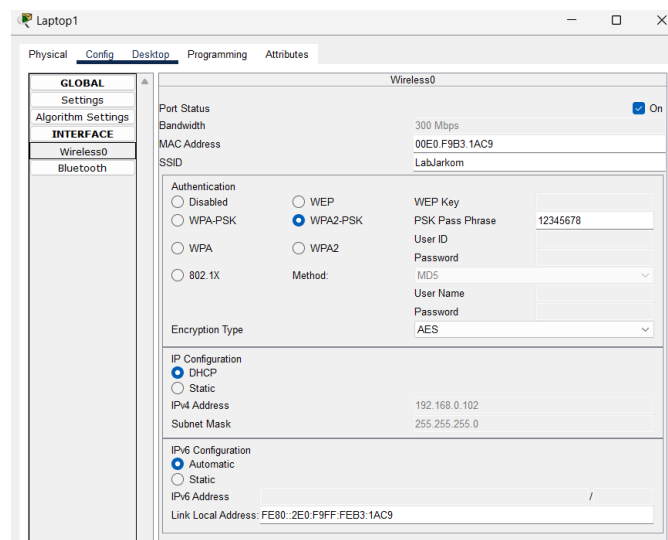 Laptop1
Physical Config Desktop Programming Attributes
GLOBAL
Settings
Algorithm Settings
INTERFACE
Wireless0
Bluetooth
Wireless0
Port Status On
Bandwidth 300 Mbps
MAC Address 00E0.F9B3.1AC9
SSID LabJarkom
Authentication
Disabled WEP WEP Key
WPA-PSK WPA2-PSK PSK Pass Phrase 12345678
User ID
WPA WPA2
Password
802.1X Method: MD5
User Name
Password
Encryption Type AES
IP Configuration
DHCP
Static
IPv4 Address 192.168.0.102
Subnet Mask 255.255.255.0
IPv6 Configuration
Automatic
Static
IPv6 Address /
Link Local Address: FE80::2E0:F9FF:FEB3:1AC9